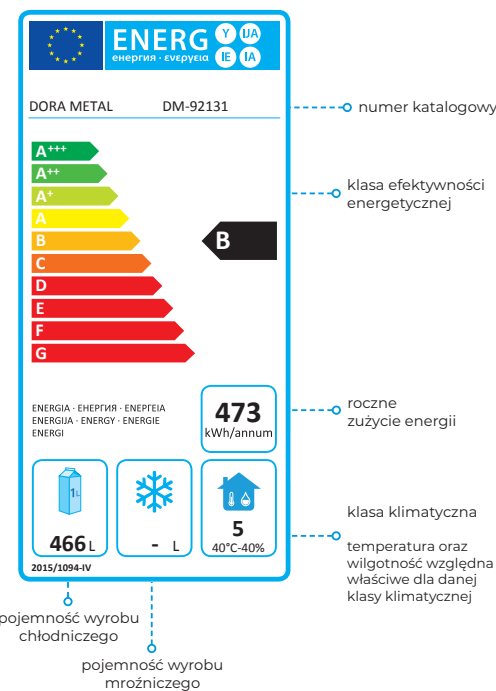 ENERG Y IJA
енергия · ενεργεια IE IA
DORA METAL DM-92131
numer katalogowy
A+++
A++
A+
A
B
C
D
E
F
G
B
klasa efektywności
energetycznej
ENERGIA · ЕНЕРГИЯ · ΕΝΕΡΓΕΙΑ
ENERGIJA · ENERGY · ENERGIE
ENERGI
473
kWh/annum
roczne
zużycie energii
1L
466 L
- L
5
40°C-40%
klasa klimatyczna
temperatura oraz
wilgotność względna
właściwe dla danej
klasy klimatycznej
2015/1094-IV
pojemność wyrobu
chłodniczego
pojemność wyrobu
mroźniczego